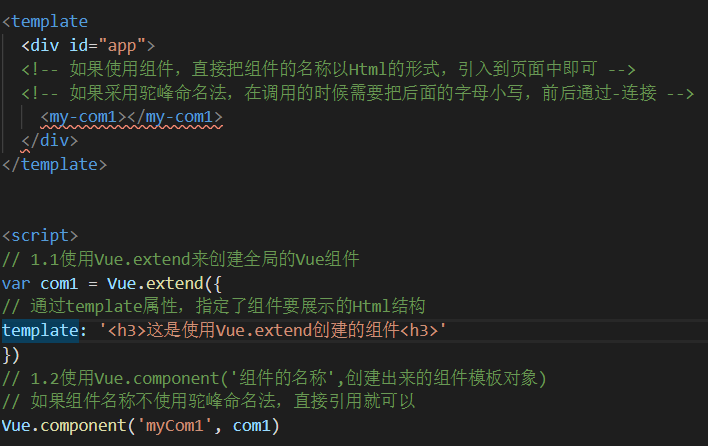 <template
<div id="app">
<!-- 如果使用组件，直接把组件的名称以Html的形式，引入到页面中即可 -->
<!-- 如果采用驼峰命名法，在调用的时候需要把后面的字母小写，前后通过-连接 -->
<my-com1></my-com1>
</div>
</template>
<script>
// 1.1使用Vue.extend来创建全局的Vue组件
var com1 = Vue.extend({
// 通过template属性，指定了组件要展示的Html结构
template: '<h3>这是使用Vue.extend创建的组件<h3>'
})
// 1.2使用Vue.component('组件的名称',创建出来的组件模板对象)
// 如果组件名称不使用驼峰命名法，直接引用就可以
Vue.component('myCom1', com1)